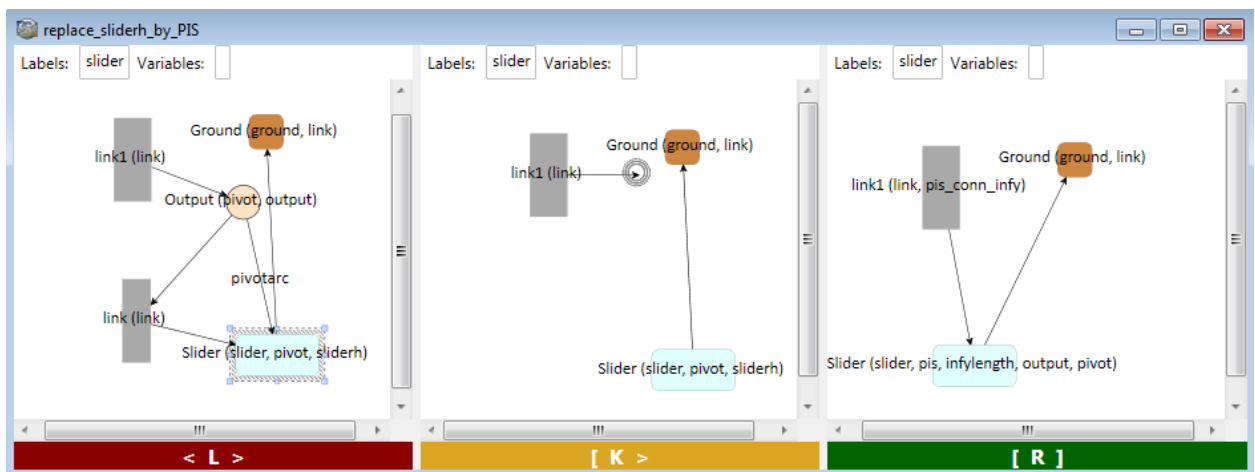 replace_sliderh_by_PIS
Labels: slider Variables:
Ground (ground, link)
link1 (link)
Output (pivot, output)
pivotarc
link (link)
Slider (slider, pivot, sliderh)
< L >
Labels: slider Variables:
Ground (ground, link)
link1 (link)
Slider (slider, pivot, sliderh)
[ K >
Labels: slider Variables:
Ground (ground, link)
link1 (link, pis_conn_infy)
Slider (slider, pis, infylength, output, pivot)
[ R ]